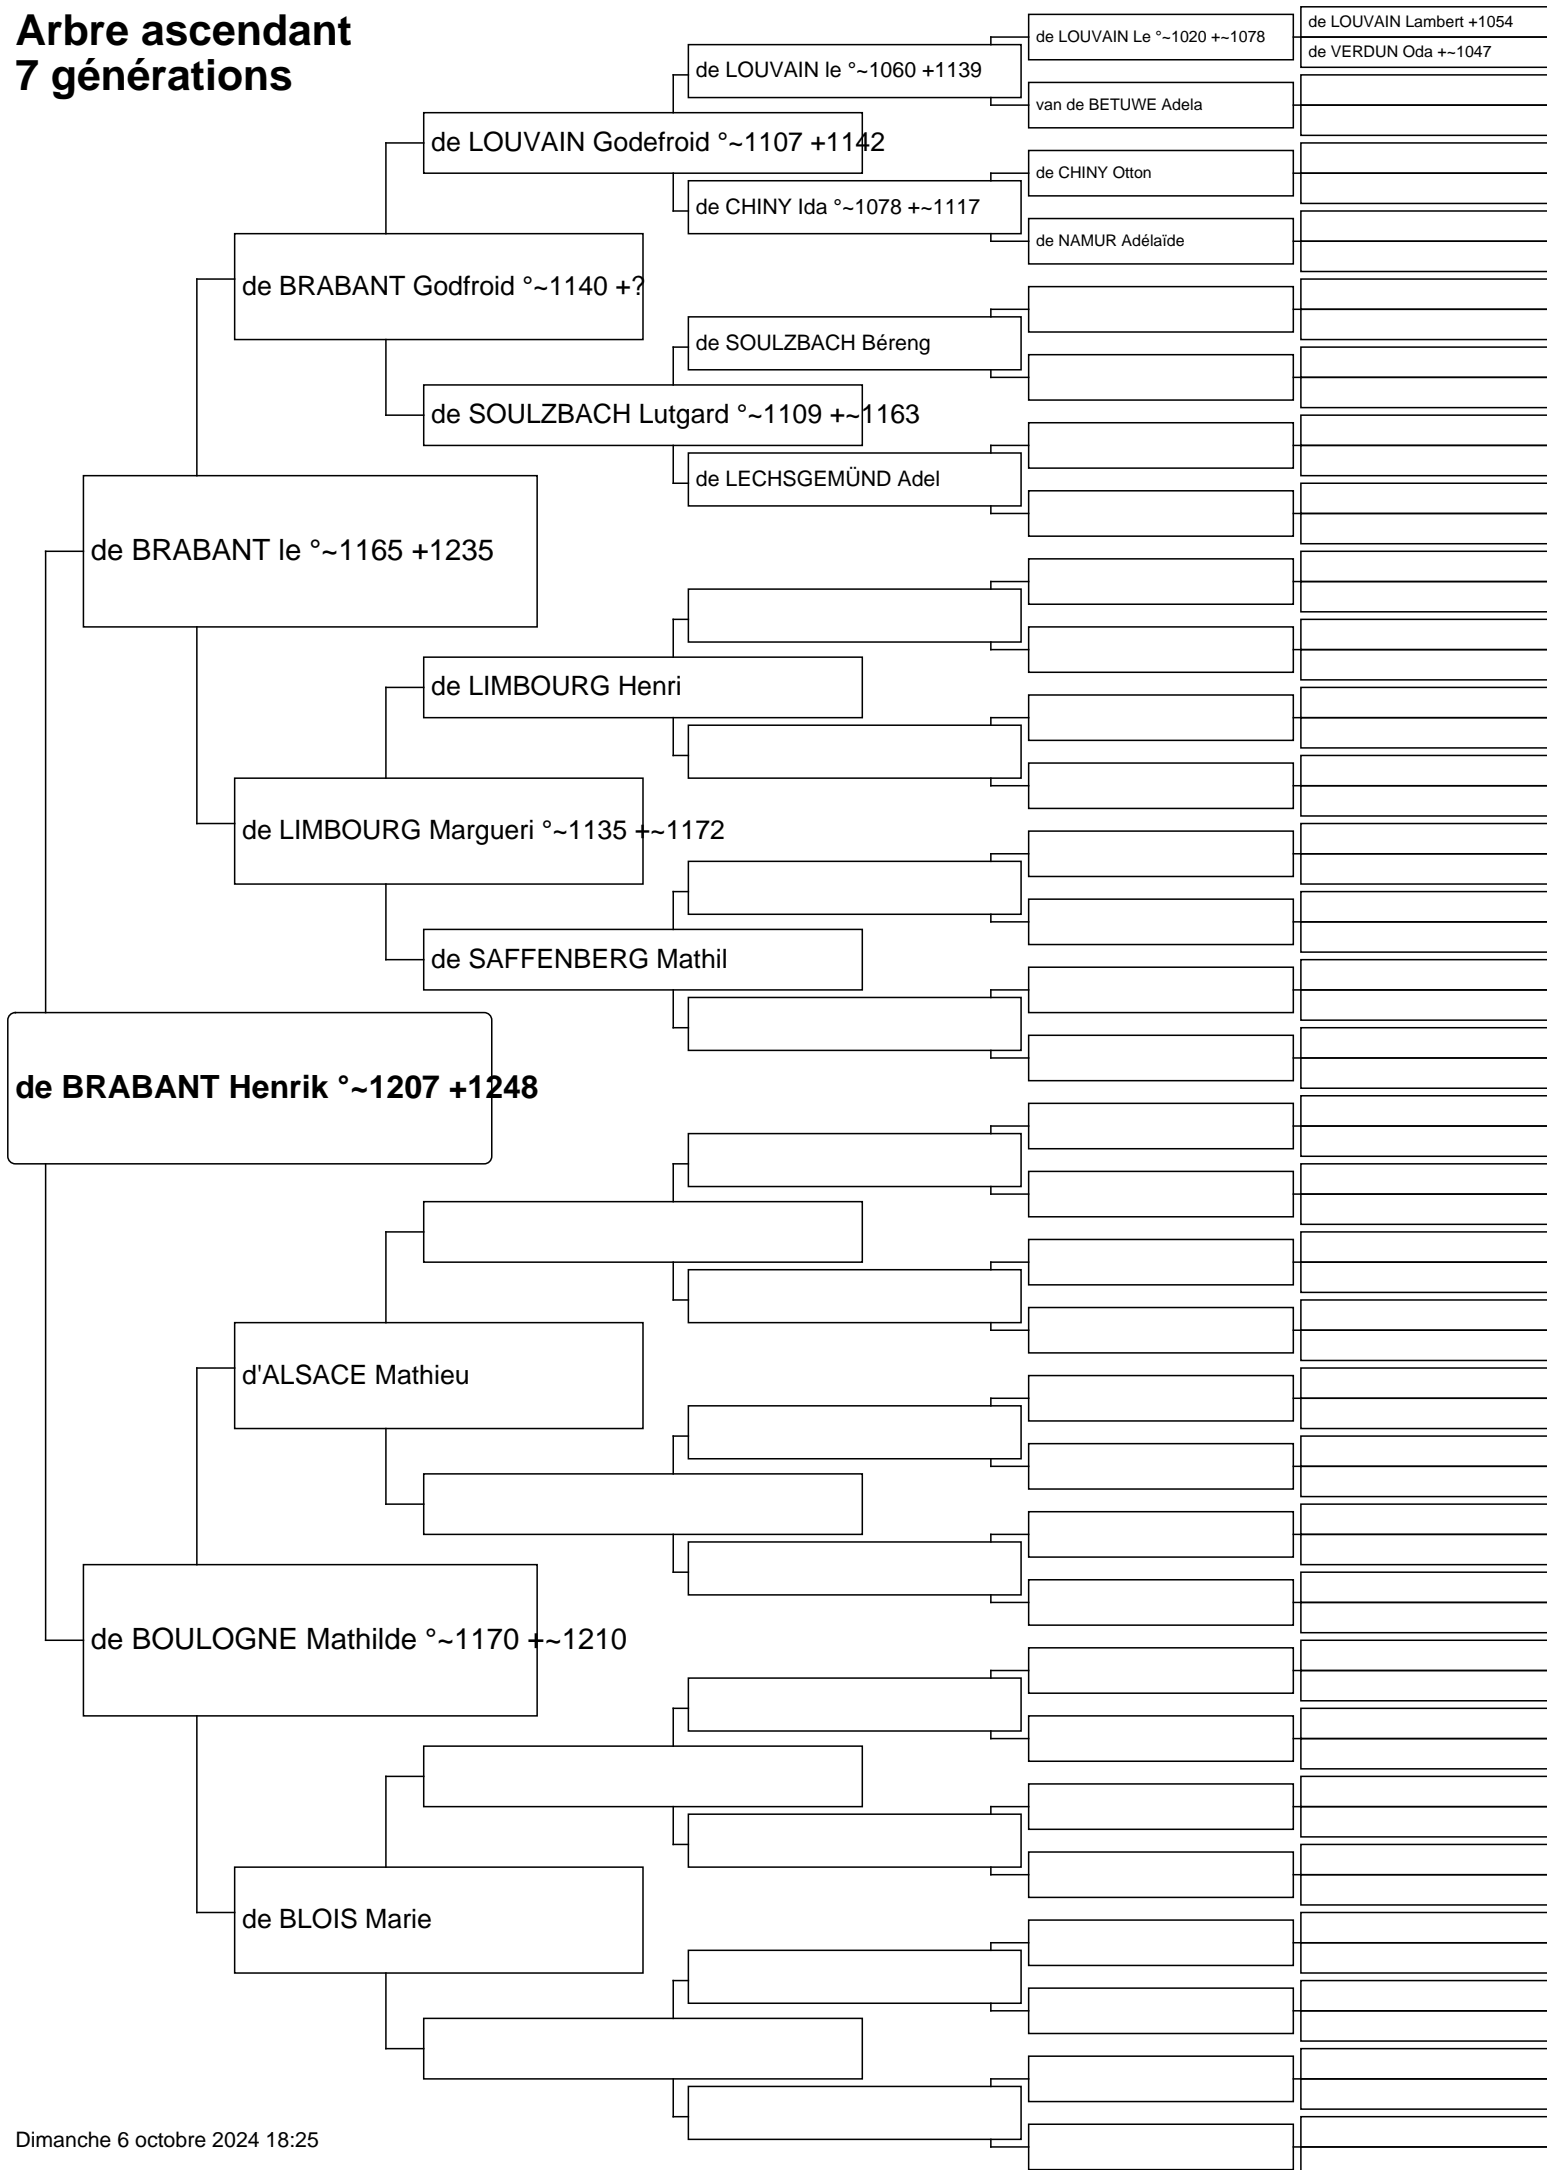 Arbre ascendant
7 générations
de LOUVAIN Lambert +1054
de LOUVAIN Le °~1020 +~1078
de VERDUN Oda +~1047
de LOUVAIN le °~1060 +1139
van de BETUWE Adela
de LOUVAIN Godefroid °~1107 +1142
de CHINY Otton
de CHINY Ida °~1078 +~1117
de NAMUR Adélaïde
de BRABANT Godfroid °~1140 +?
de SOULZBACH Béreng
de SOULZBACH Lutgard °~1109 +~1163
de LECHSGEMÜND Adel
de BRABANT le °~1165 +1235
de LIMBOURG Henri
de LIMBOURG Margueri °~1135 +~1172
de SAFFENBERG Mathil
de BRABANT Henrik °~1207 +1248
d'ALSACE Mathieu
de BOULOGNE Mathilde °~1170 +~1210
de BLOIS Marie
Dimanche 6 octobre 2024 18:25